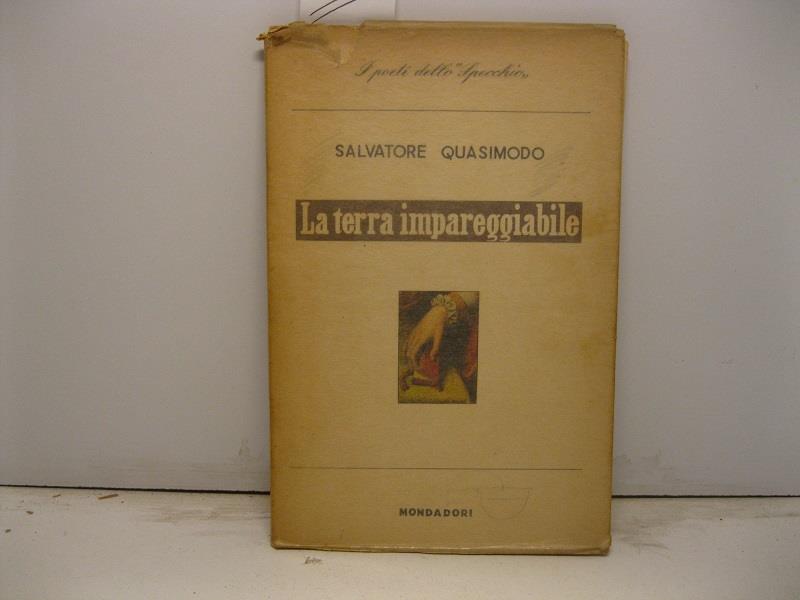 I poeti dello "Specchio„
SALVATORE QUASIMODO
La terra impareggiabile
MONDADORI